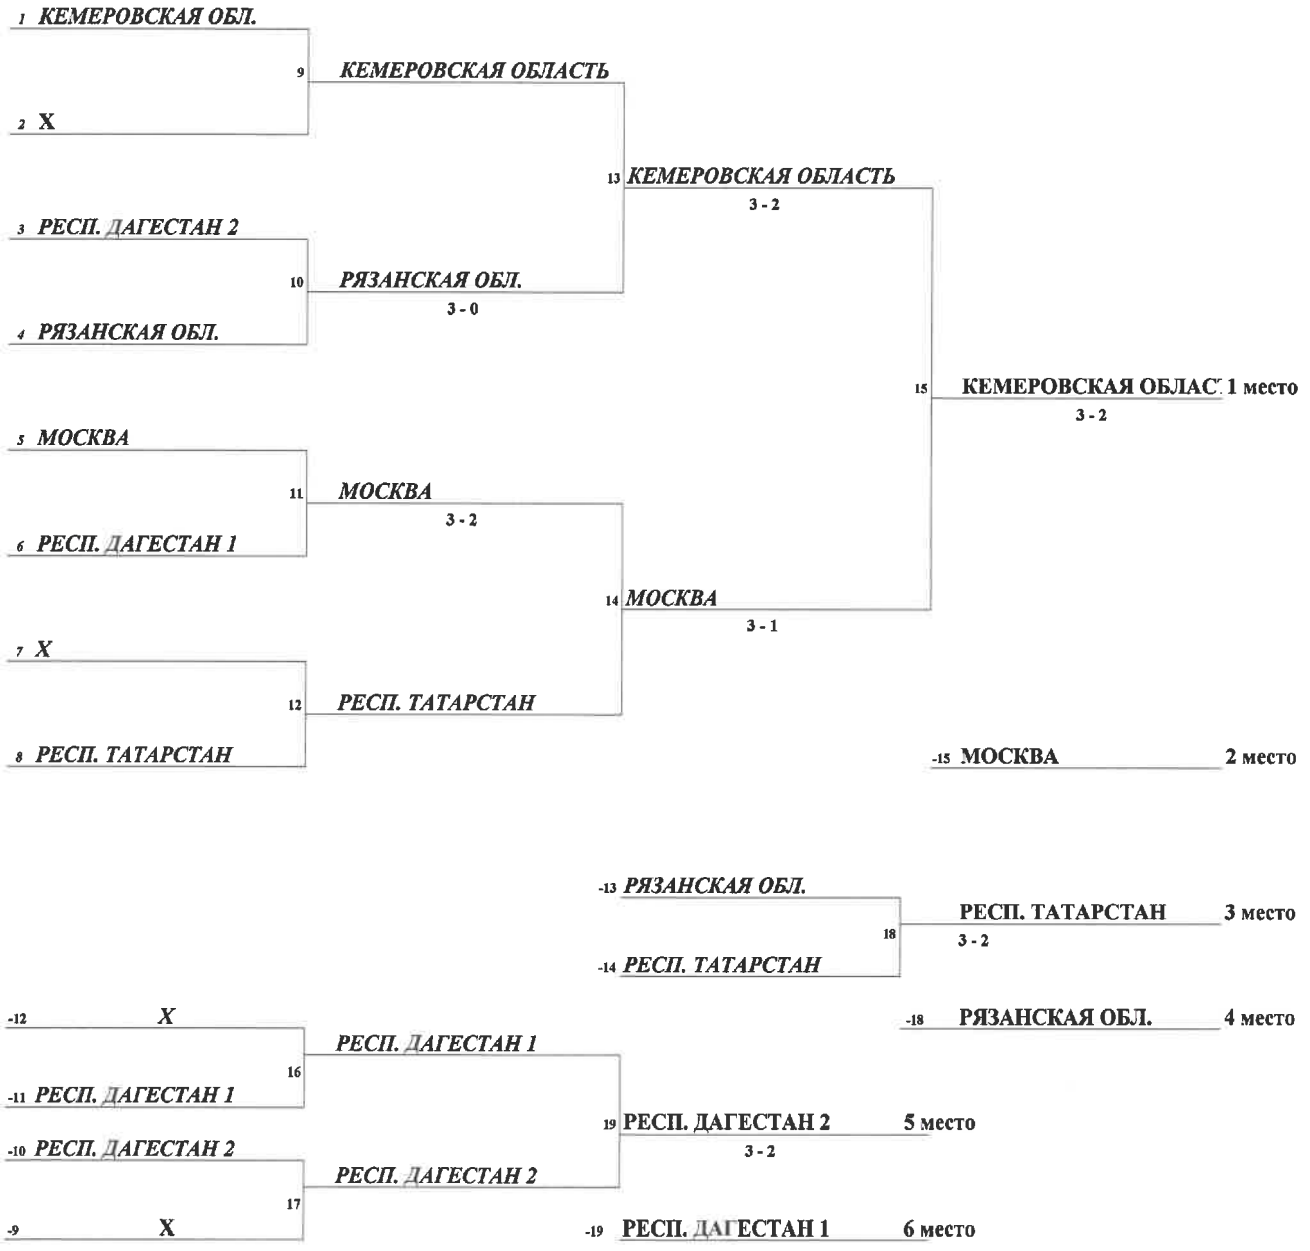 1 КЕМЕРОВСКАЯ ОБЛ.
9 КЕМЕРОВСКАЯ ОБЛАСТЬ
2 X
13 КЕМЕРОВСКАЯ ОБЛАСТЬ
3 - 2
3 РЕСП. ДАГЕСТАН 2
10 РЯЗАНСКАЯ ОБЛ.
3 - 0
4 РЯЗАНСКАЯ ОБЛ.
15 КЕМЕРОВСКАЯ ОБЛАС 1 место
3 - 2
5 МОСКВА
11 МОСКВА
3 - 2
6 РЕСП. ДАГЕСТАН 1
14 МОСКВА
3 - 1
7 X
12 РЕСП. ТАТАРСТАН
8 РЕСП. ТАТАРСТАН
-15 МОСКВА 2 место
-13 РЯЗАНСКАЯ ОБЛ.
18 РЕСП. ТАТАРСТАН 3 место
3 - 2
-14 РЕСП. ТАТАРСТАН
-12 X
-18 РЯЗАНСКАЯ ОБЛ. 4 место
16 РЕСП. ДАГЕСТАН 1
-11 РЕСП. ДАГЕСТАН 1
19 РЕСП. ДАГЕСТАН 2 5 место
3 - 2
-10 РЕСП. ДАГЕСТАН 2
17 РЕСП. ДАГЕСТАН 2
-9 X
-19 РЕСП. ДАГЕСТАН 1 6 место